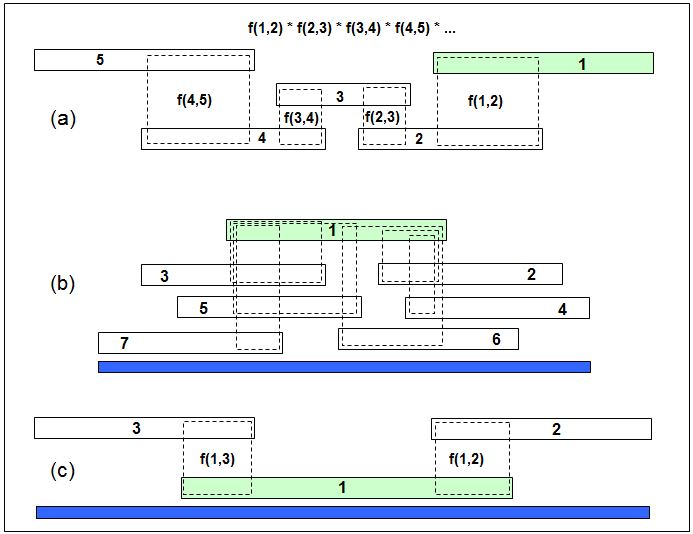 f(1,2) * f(2,3) * f(3,4) * f(4,5) * ...
5
1
3
f(4,5)
f(1,2)
(a)
f(3,4)
f(2,3)
4
2
1
(b)
3
2
5
4
7
6
3
2
(c)
f(1,3)
f(1,2)
1